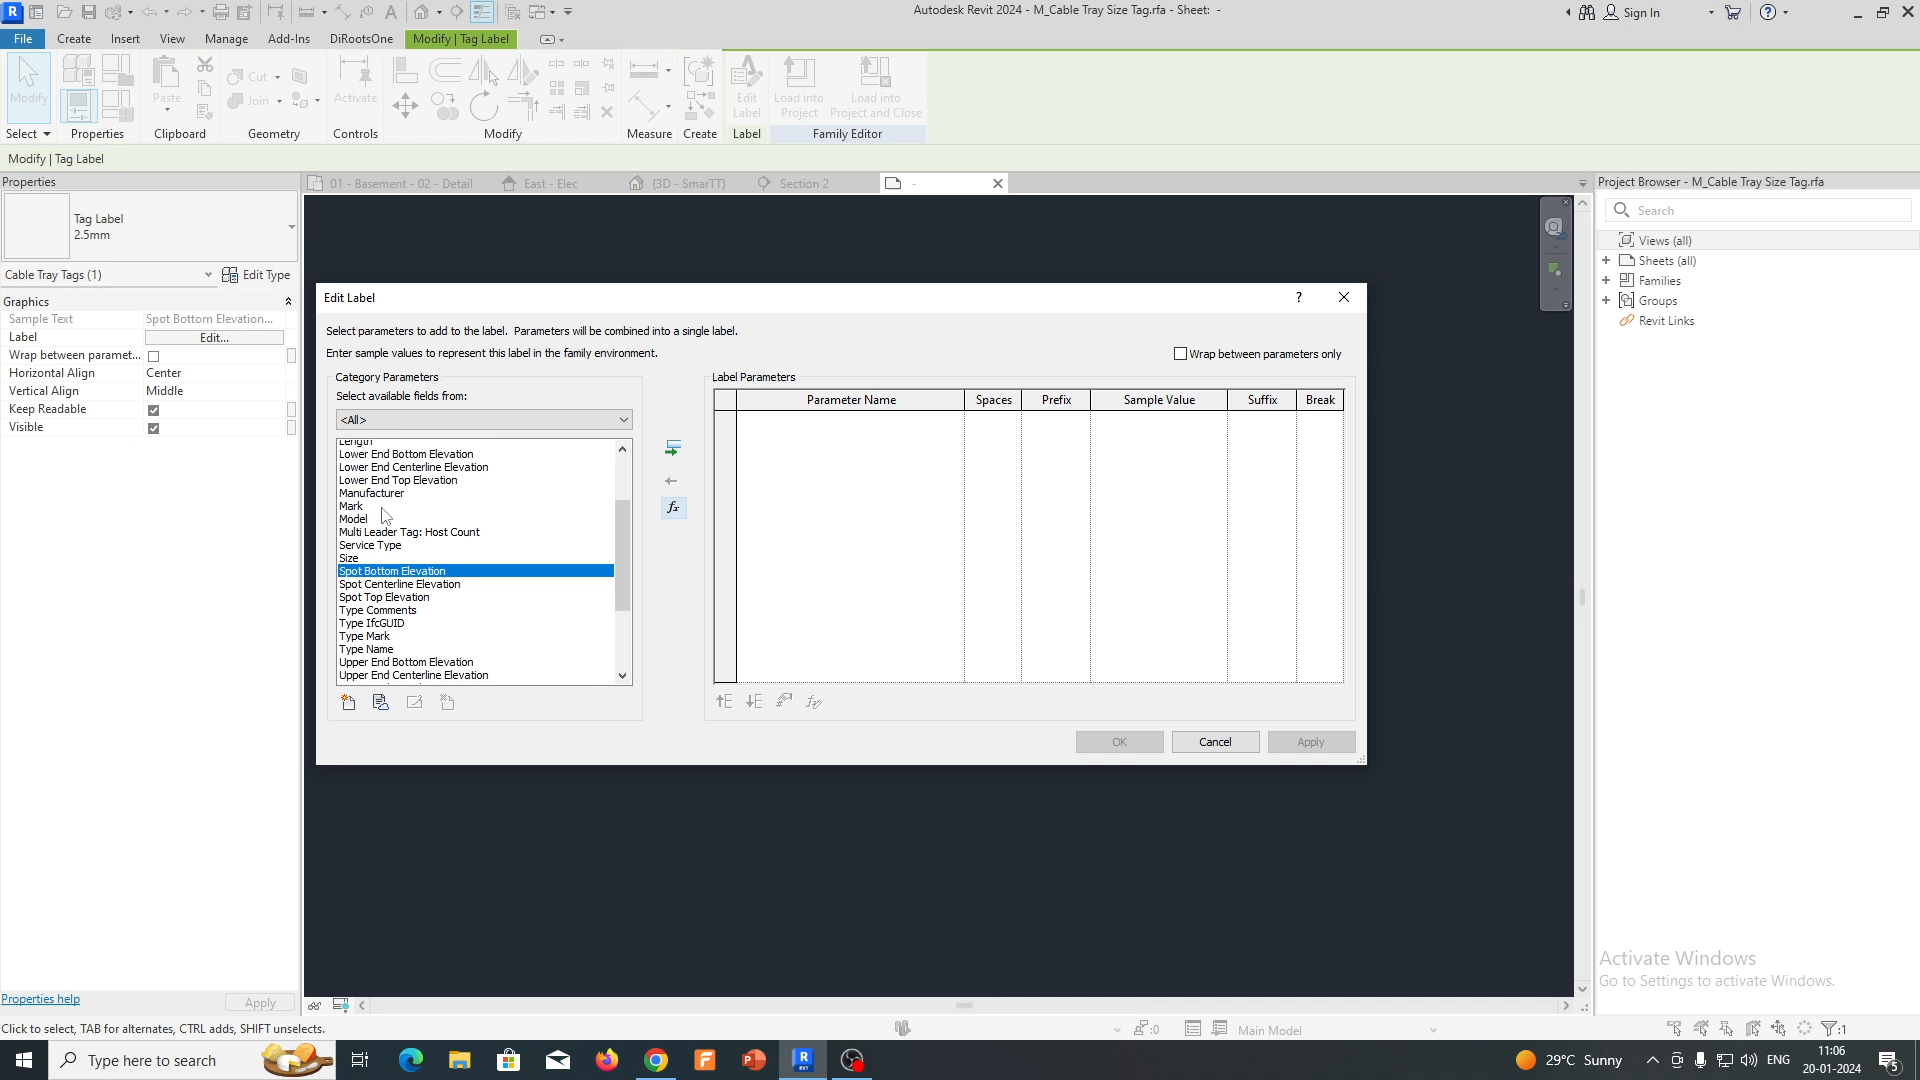 Autodesk Revit 2024 - M_Cable Tray Size Tag.rfa - Sheet: -
Sign In
File
Create
Insert
View
Manage
Add-Ins
DiRootsOne
Modify | Tag Label
Modify
Paste
Cut
Join
Activate
Edit
Label
Load into
Project
Load into
Project and Close
Select
Properties
Clipboard
Geometry
Controls
Modify
Measure
Create
Label
Family Editor
Modify | Tag Label
Properties
Tag Label
2.5mm
Cable Tray Tags (1)
Edit Type
Graphics
Sample Text
Spot Bottom Elevation...
Label
Edit...
Wrap between paramet...
Horizontal Align
Center
Vertical Align
Middle
Keep Readable
Visible
Properties help
Apply
01 - Basement - 02 - Detail
East - Elec
{3D - SmarTT}
Section 2
-
Edit Label
?
Select parameters to add to the label. Parameters will be combined into a single label.
Enter sample values to represent this label in the family environment.
Wrap between parameters only
Category Parameters
Select available fields from:
<All>
Length
Lower End Bottom Elevation
Lower End Centerline Elevation
Lower End Top Elevation
Manufacturer
Mark
Model
Multi Leader Tag: Host Count
Service Type
Size
Spot Bottom Elevation
Spot Centerline Elevation
Spot Top Elevation
Type Comments
Type IfcGUID
Type Mark
Type Name
Upper End Bottom Elevation
Upper End Centerline Elevation
fx
Label Parameters
Parameter Name
Spaces
Prefix
Sample Value
Suffix
Break
OK
Cancel
Apply
Project Browser - M_Cable Tray Size Tag.rfa
Search
Views (all)
Sheets (all)
Families
Groups
Revit Links
Activate Windows
Go to Settings to activate Windows.
Click to select, TAB for alternates, CTRL adds, SHIFT unselects.
:0
Main Model
:1
Type here to search
29°C Sunny
ENG
11:06
20-01-2024
5